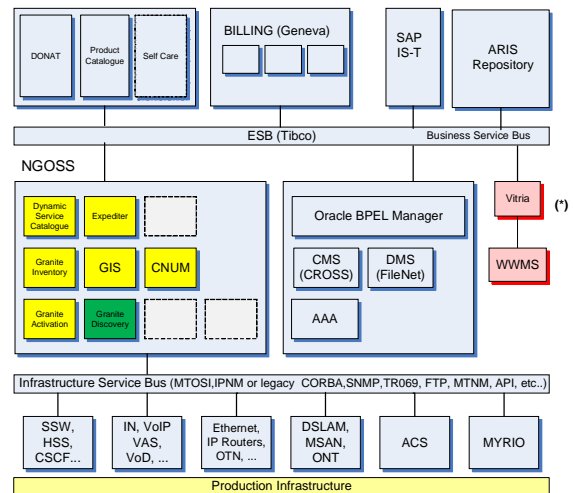 DONAT
Product
Catalogue
Self Care
BILLING (Geneva)
SAP
IS-T
ARIS
Repository
ESB (Tibco)
Business Service Bus
NGOSS
Dynamic
Service
Catalogue
Expediter
Granite
Inventory
GIS
CNUM
Granite
Activation
Granite
Discovery
Oracle BPEL Manager
CMS
(CROSS)
DMS
(FileNet)
AAA
Vitria
(*)
WWMS
Infrastructure Service Bus (MTOSI,IPNM or legacy CORBA,SNMP,TR069, FTP, MTNM, API, etc..)
SSW,
HSS,
CSCF...
IN, VoIP
VAS,
VoD, ...
Ethernet,
IP Routers,
OTN, ...
DSLAM,
MSAN,
ONT
ACS
MYRIO
Production Infrastructure